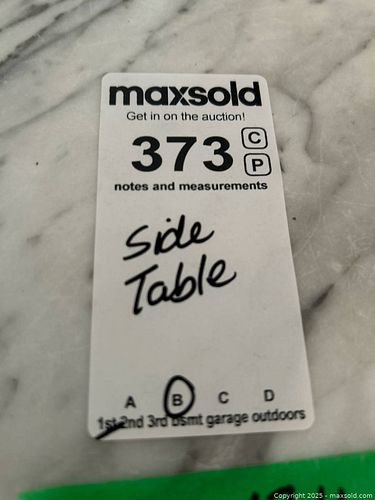 maxsold
Get in on the auction!
373
C
P
notes and measurements
Side
Table
A B C D
1st 2nd 3rd bsmt garage outdoors
Copyright 2025 - maxsold.com